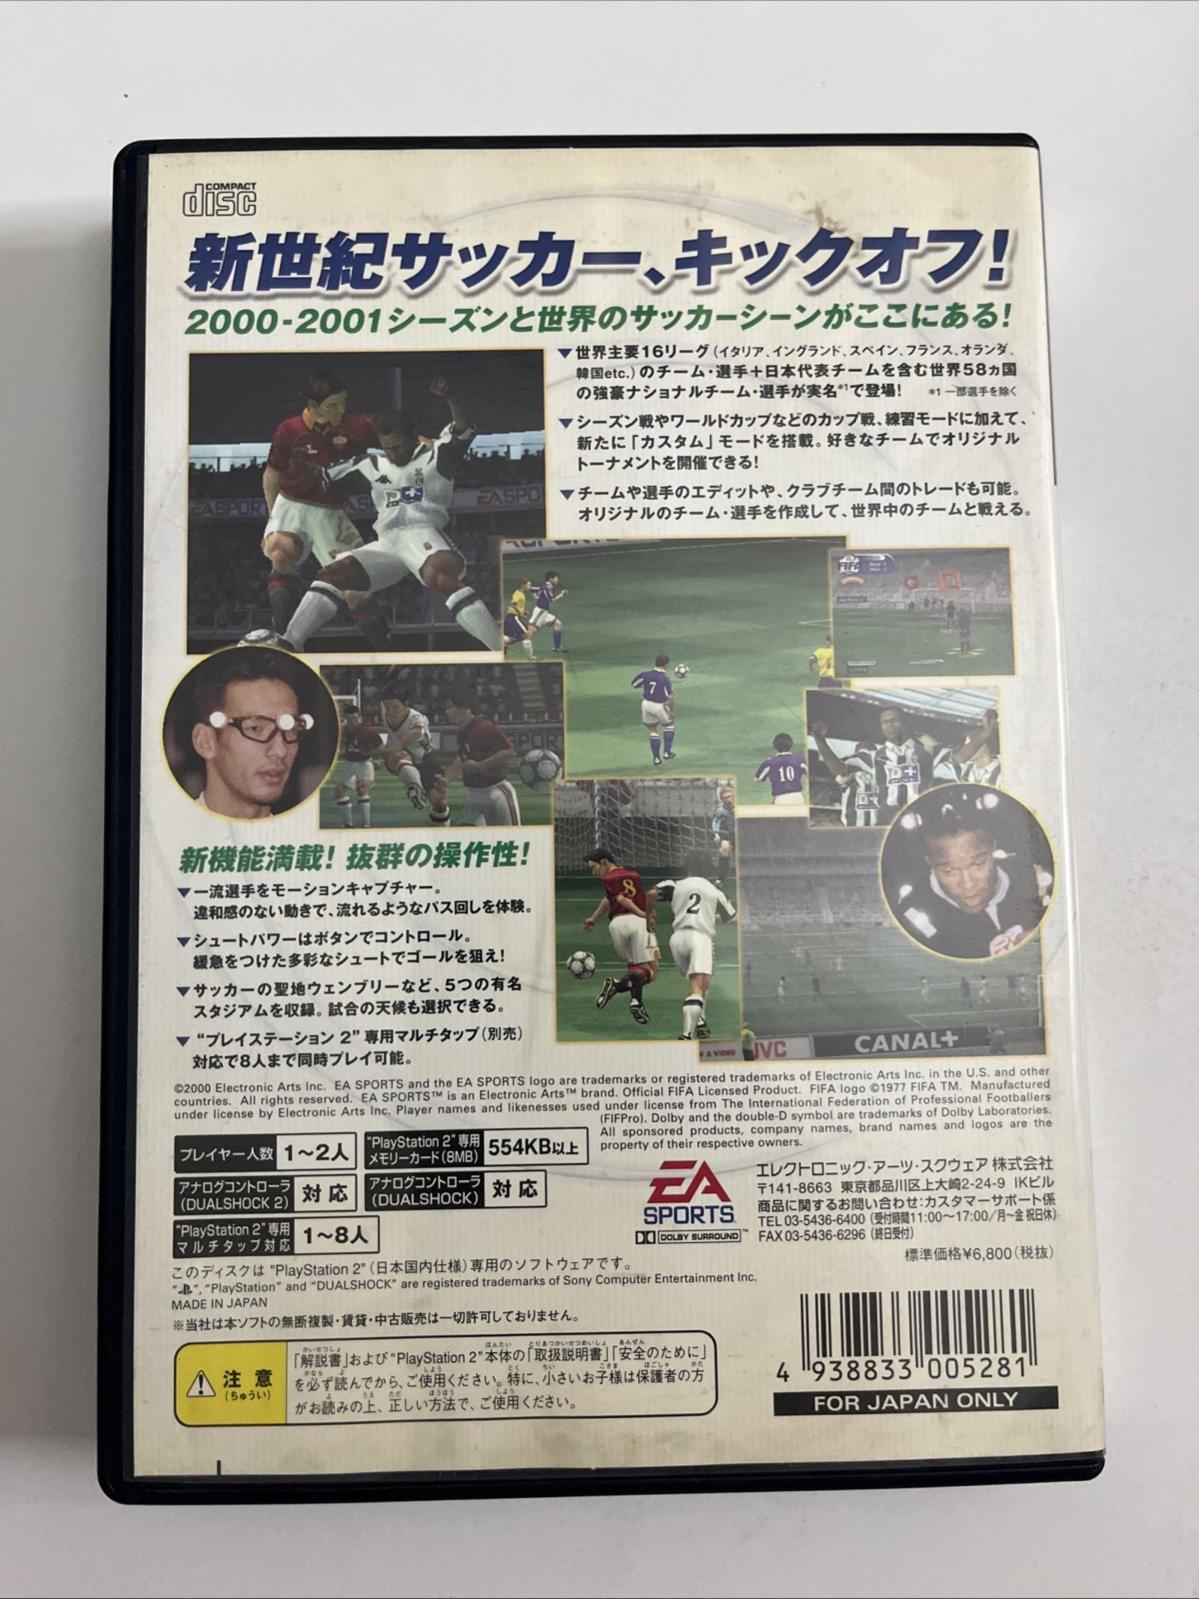 COMPACT
disc
新世紀サッカー、キックオフ!
2000-2001シーズンと世界のサッカーシーンがここにある!
▼世界主要16リーグ(イタリア、イングランド、スペイン、フランス、オランダ、
韓国etc.)のチーム・選手+日本代表チームを含む世界58ヵ国
の強豪ナショナルチーム・選手が実名*1で登場! *1 一部選手を除く
▼シーズン戦やワールドカップなどのカップ戦、練習モードに加えて、
新たに「カスタム」モードを搭載。好きなチームでオリジナル
トーナメントを開催できる!
▼チームや選手のエディットや、クラブチーム間のトレードも可能。
オリジナルのチーム・選手を作成して、世界中のチームと戦える。
EA SPORTS
FIFA
7
10
8
2
JVC
CANAL+
新機能満載! 抜群の操作性!
▼一流選手をモーションキャプチャー。
違和感のない動きで、流れるようなパス回しを体験。
▼シュートパワーはボタンでコントロール。
緩急をつけた多彩なシュートでゴールを狙え!
▼サッカーの聖地ウェンブリーなど、5つの有名
スタジアムを収録。試合の天候も選択できる。
▼"プレイステーション 2"専用マルチタップ(別売)
対応で8人まで同時プレイ可能。
©2000 Electronic Arts Inc. EA SPORTS and the EA SPORTS logo are trademarks or registered trademarks of Electronic Arts Inc. in the U.S. and other
countries. All rights reserved. EA SPORTS™ is an Electronic Arts™ brand. Official FIFA Licensed Product. FIFA logo ©1977 FIFA TM. Manufactured
under license by Electronic Arts Inc. Player names and likenesses used under license from The International Federation of Professional Footballers
(FIFPro). Dolby and the double-D symbol are trademarks of Dolby Laboratories.
All sponsored products, company names, brand names and logos are the
property of their respective owners.
プレイヤー人数 1〜2人
"PlayStation 2"専用
メモリーカード(8MB) 554KB以上
アナログコントローラ
(DUALSHOCK 2) 対応
アナログコントローラ
(DUALSHOCK) 対応
"PlayStation 2"専用
マルチタップ対応 1〜8人
EA
SPORTS™
DOLBY SURROUND™
エレクトロニック・アーツ・スクウェア 株式会社
〒141-8663 東京都品川区上大崎2-24-9 IKビル
商品に関するお問い合わせ:カスタマーサポート係
TEL 03-5436-6400 (受付時間11:00〜17:00/月〜金 祝日休)
FAX 03-5436-6296 (終日受付)
標準価格¥6,800(税抜)
このディスクは "PlayStation 2"(日本国内仕様)専用のソフトウェアです。
"", "PlayStation" and "DUALSHOCK" are registered trademarks of Sony Computer Entertainment Inc.
MADE IN JAPAN
※当社は本ソフトの無断複製・賃貸・中古販売は一切許可しておりません。
注意
(ちゅうい)
「解説書」および"PlayStation 2"本体の「取扱説明書」「安全のために」
を必ず読んでから、ご使用ください。特に、小さいお子様は保護者の方
がお読みの上、正しい方法で、ご使用ください。
4 938833 005281
FOR JAPAN ONLY